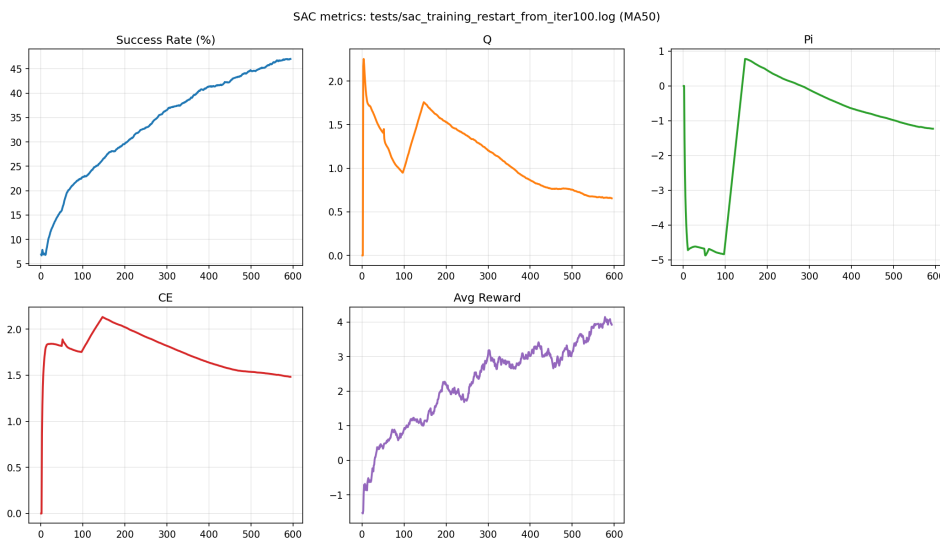 SAC metrics: tests/sac_training_restart_from_iter100.log (MA50)
Success Rate (%)
45
40
35
30
25
20
15
10
5
0 100 200 300 400 500 600
Q
2.0
1.5
1.0
0.5
0.0
0 100 200 300 400 500 600
Pi
1
0
−1
−2
−3
−4
−5
0 100 200 300 400 500 600
CE
2.0
1.5
1.0
0.5
0.0
0 100 200 300 400 500 600
Avg Reward
4
3
2
1
0
−1
0 100 200 300 400 500 600